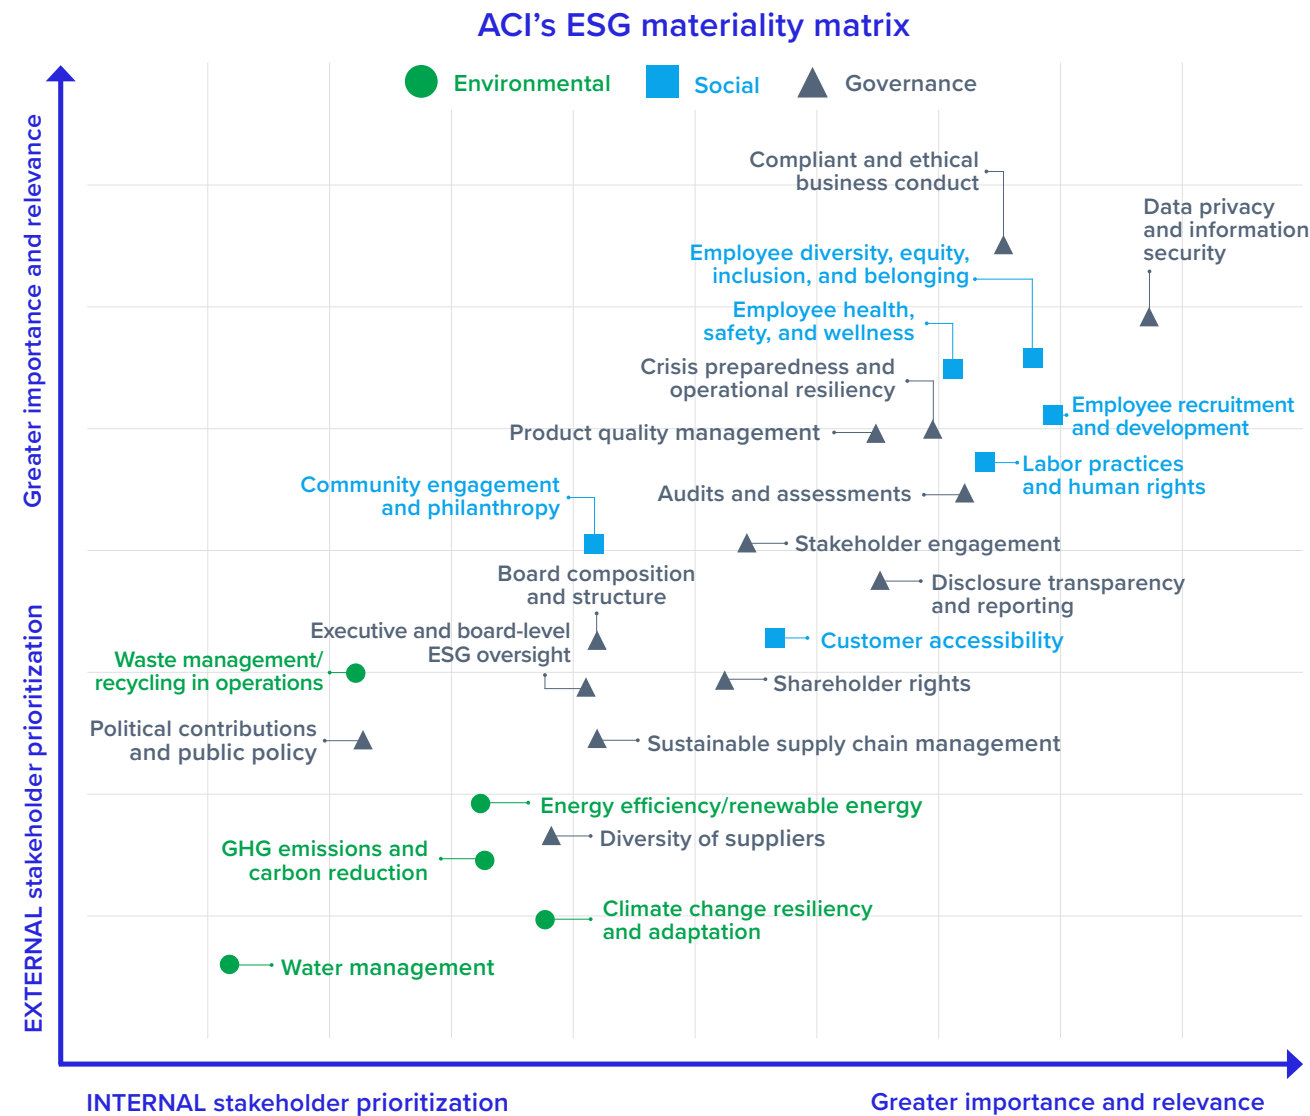 ACI’s ESG materiality matrix
Environmental
Social
Governance
Greater importance and relevance
EXTERNAL stakeholder prioritization
Compliant and ethical
business conduct
Data privacy
and information
security
Employee diversity, equity,
inclusion, and belonging
Employee health,
safety, and wellness
Crisis preparedness and
operational resiliency
Employee recruitment
and development
Product quality management
Labor practices
and human rights
Community engagement
and philanthropy
Audits and assessments
Stakeholder engagement
Board composition
and structure
Disclosure transparency
and reporting
Executive and board-level
ESG oversight
Customer accessibility
Waste management/
recycling in operations
Shareholder rights
Political contributions
and public policy
Sustainable supply chain management
Energy efficiency/renewable energy
Diversity of suppliers
GHG emissions and
carbon reduction
Climate change resiliency
and adaptation
Water management
INTERNAL stakeholder prioritization
Greater importance and relevance